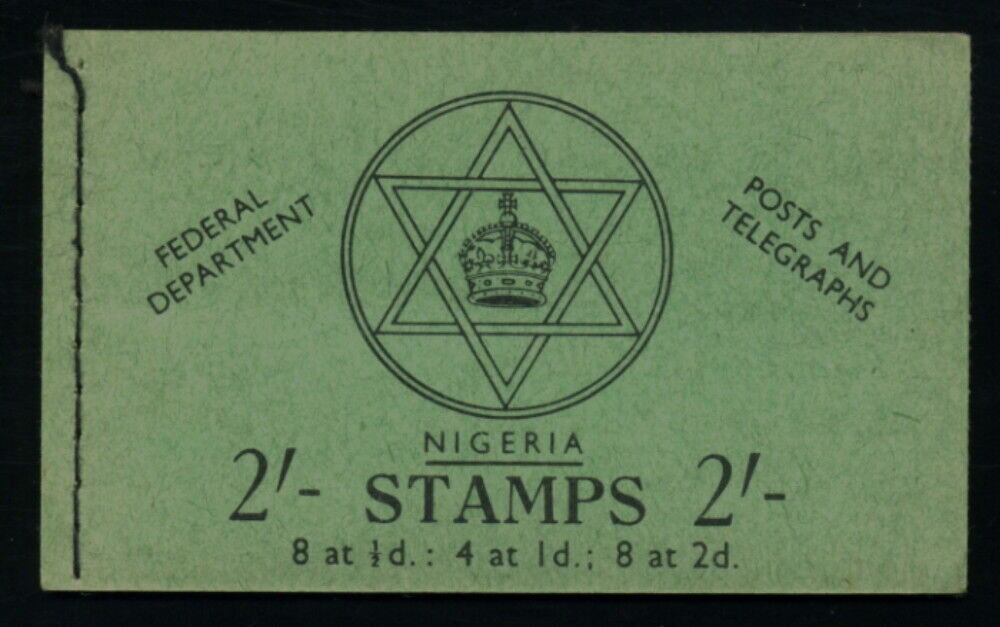 FEDERAL
DEPARTMENT
POSTS AND
TELEGRAPHS
NIGERIA
2/- STAMPS 2/-
8 at ½d. : 4 at 1d.; 8 at 2d.